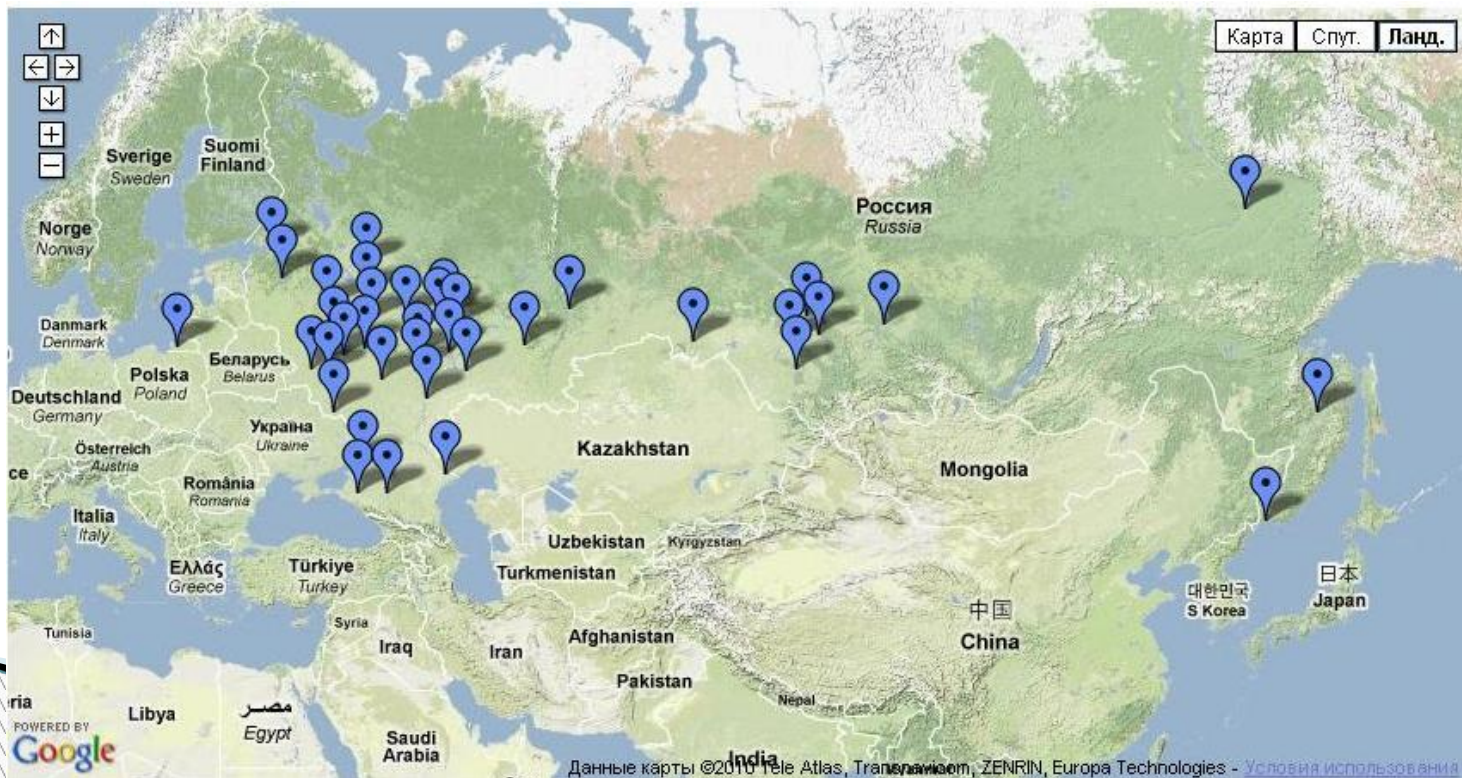 Карта Спут. Ланд.
Suomi
Finland
Sverige
Sweden
Россия
Russia
Norge
Norway
Danmark
Denmark
Беларусь
Belarus
Polska
Poland
Deutschland
Germany
Україна
Ukraine
Österreich
Austria
Kazakhstan
Mongolia
ce
România
Romania
Italia
Italy
Uzbekistan
Kyrgyzstan
Turkmenistan
Ελλάς
Greece
Türkiye
Turkey
日本
Japan
대한민국
S Korea
中国
China
Tunisia
Syria
Iraq
Iran
Afghanistan
Pakistan
Nepal
eria
Libya
مصر
Egypt
Saudi
Arabia
India
POWERED BY
Google
Данные карты ©2010 Tele Atlas, Transnavicom, ZENRIN, Europa Technologies - Условия использования